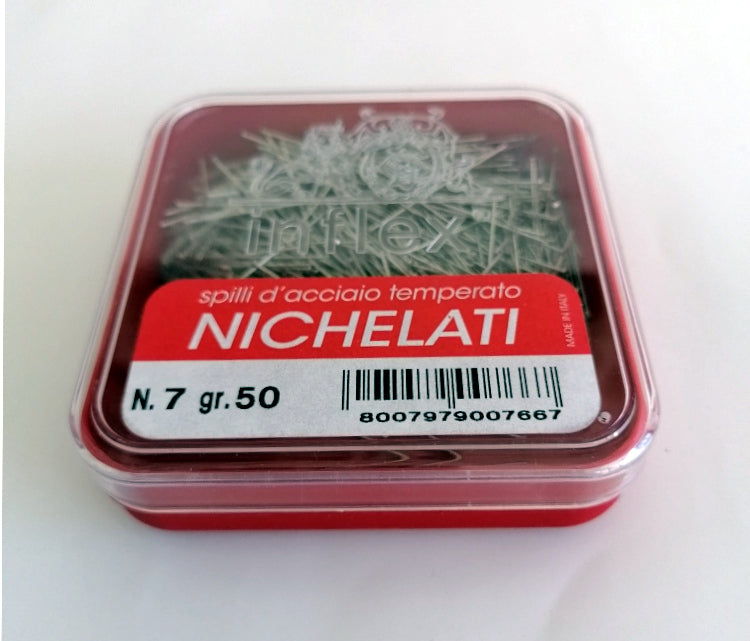 inflex
spilli d'acciaio temperato
NICHELATI
MADE IN ITALY
N. 7 gr. 50
8007979007667